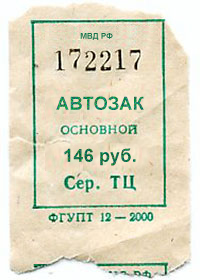 МВД РФ
172217
АВТОЗАК
ОСНОВНОЙ
146 руб.
Сер. ТЦ
ФГУПТ 12 — 2000